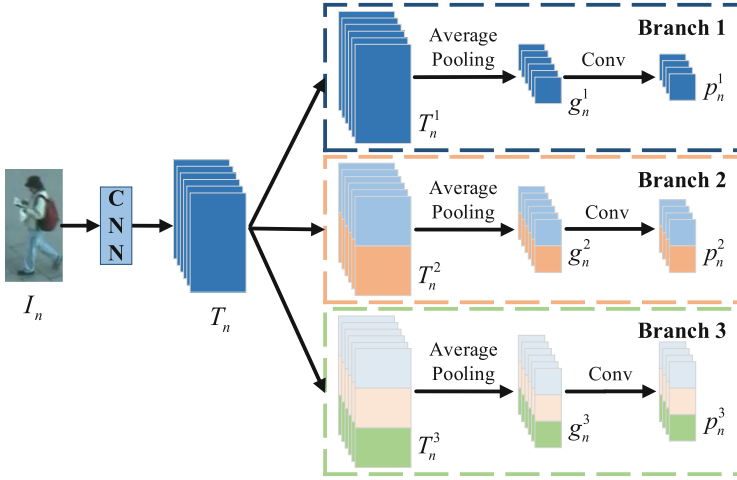 Branch 1
Average
Pooling
Conv
T_n^1
g_n^1
p_n^1
Branch 2
Average
Pooling
Conv
T_n^2
g_n^2
p_n^2
C
N
N
I_n
T_n
Branch 3
Average
Pooling
Conv
T_n^3
g_n^3
p_n^3